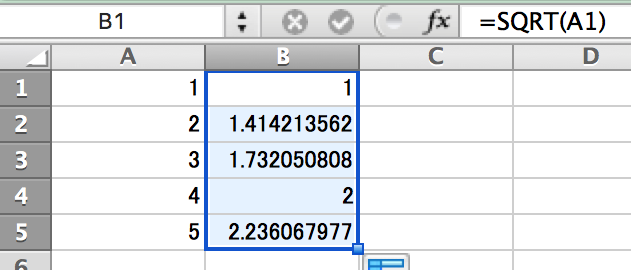 B1 fx =SQRT(A1)
A B C D
1 1 1
2 2 1.414213562
3 3 1.732050808
4 4 2
5 5 2.236067977
6